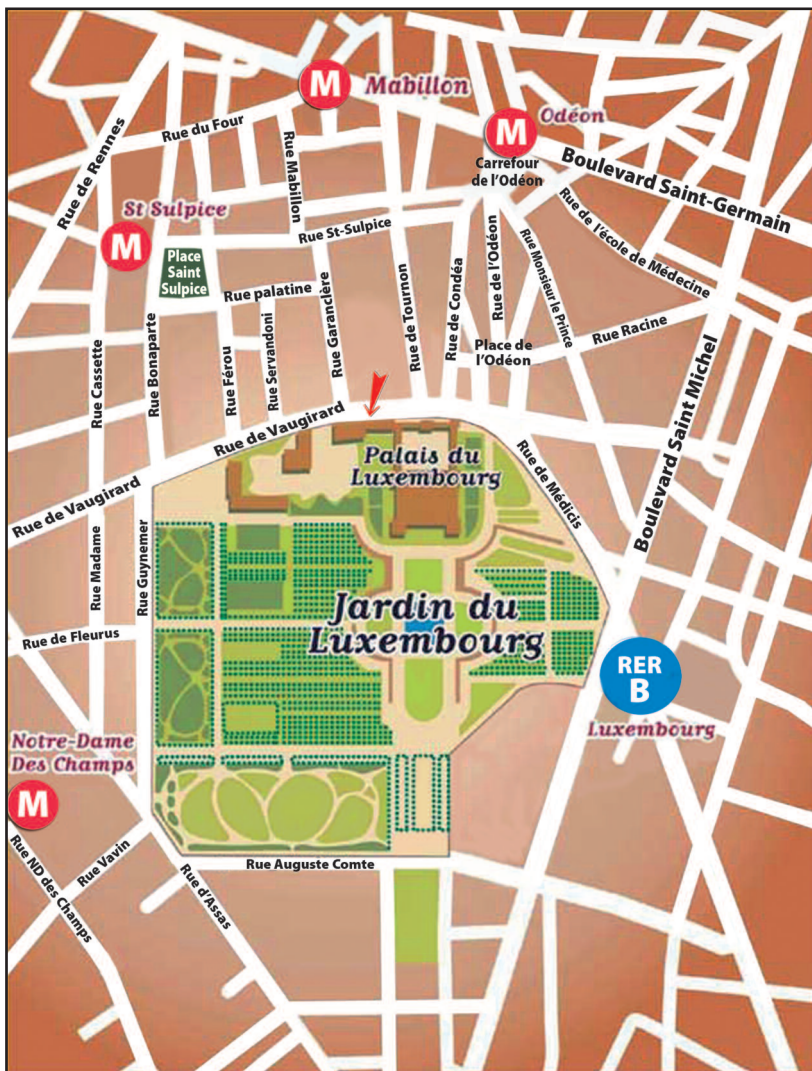 M
Mabillon
M
Odéon
Carrefour
de l'Odéon
Boulevard Saint-Germain
Rue du Four
Rue de Rennes
Rue Mabillon
St Sulpice
M
Place
Saint
Sulpice
Rue St-Sulpice
Rue de l'école de Médecine
Rue palatine
Rue Garancière
Rue de Tournon
Rue de Condéa
Rue de l'Odéon
Rue Monsieur le Prince
Rue Racine
Place de
l'Odéon
Rue Cassette
Rue Bonaparte
Rue Férou
Rue Servandoni
Rue de Vaugirard
Rue de Vaugirard
Palais du
Luxembourg
Rue de Médicis
Boulevard Saint Michel
Rue Madame
Rue Guynemer
Jardin du
Luxembourg
Rue de Fleurus
RER
B
Luxembourg
Notre-Dame
Des Champs
M
Rue Vavin
Rue ND des Champs
Rue d'Assas
Rue Auguste Comte